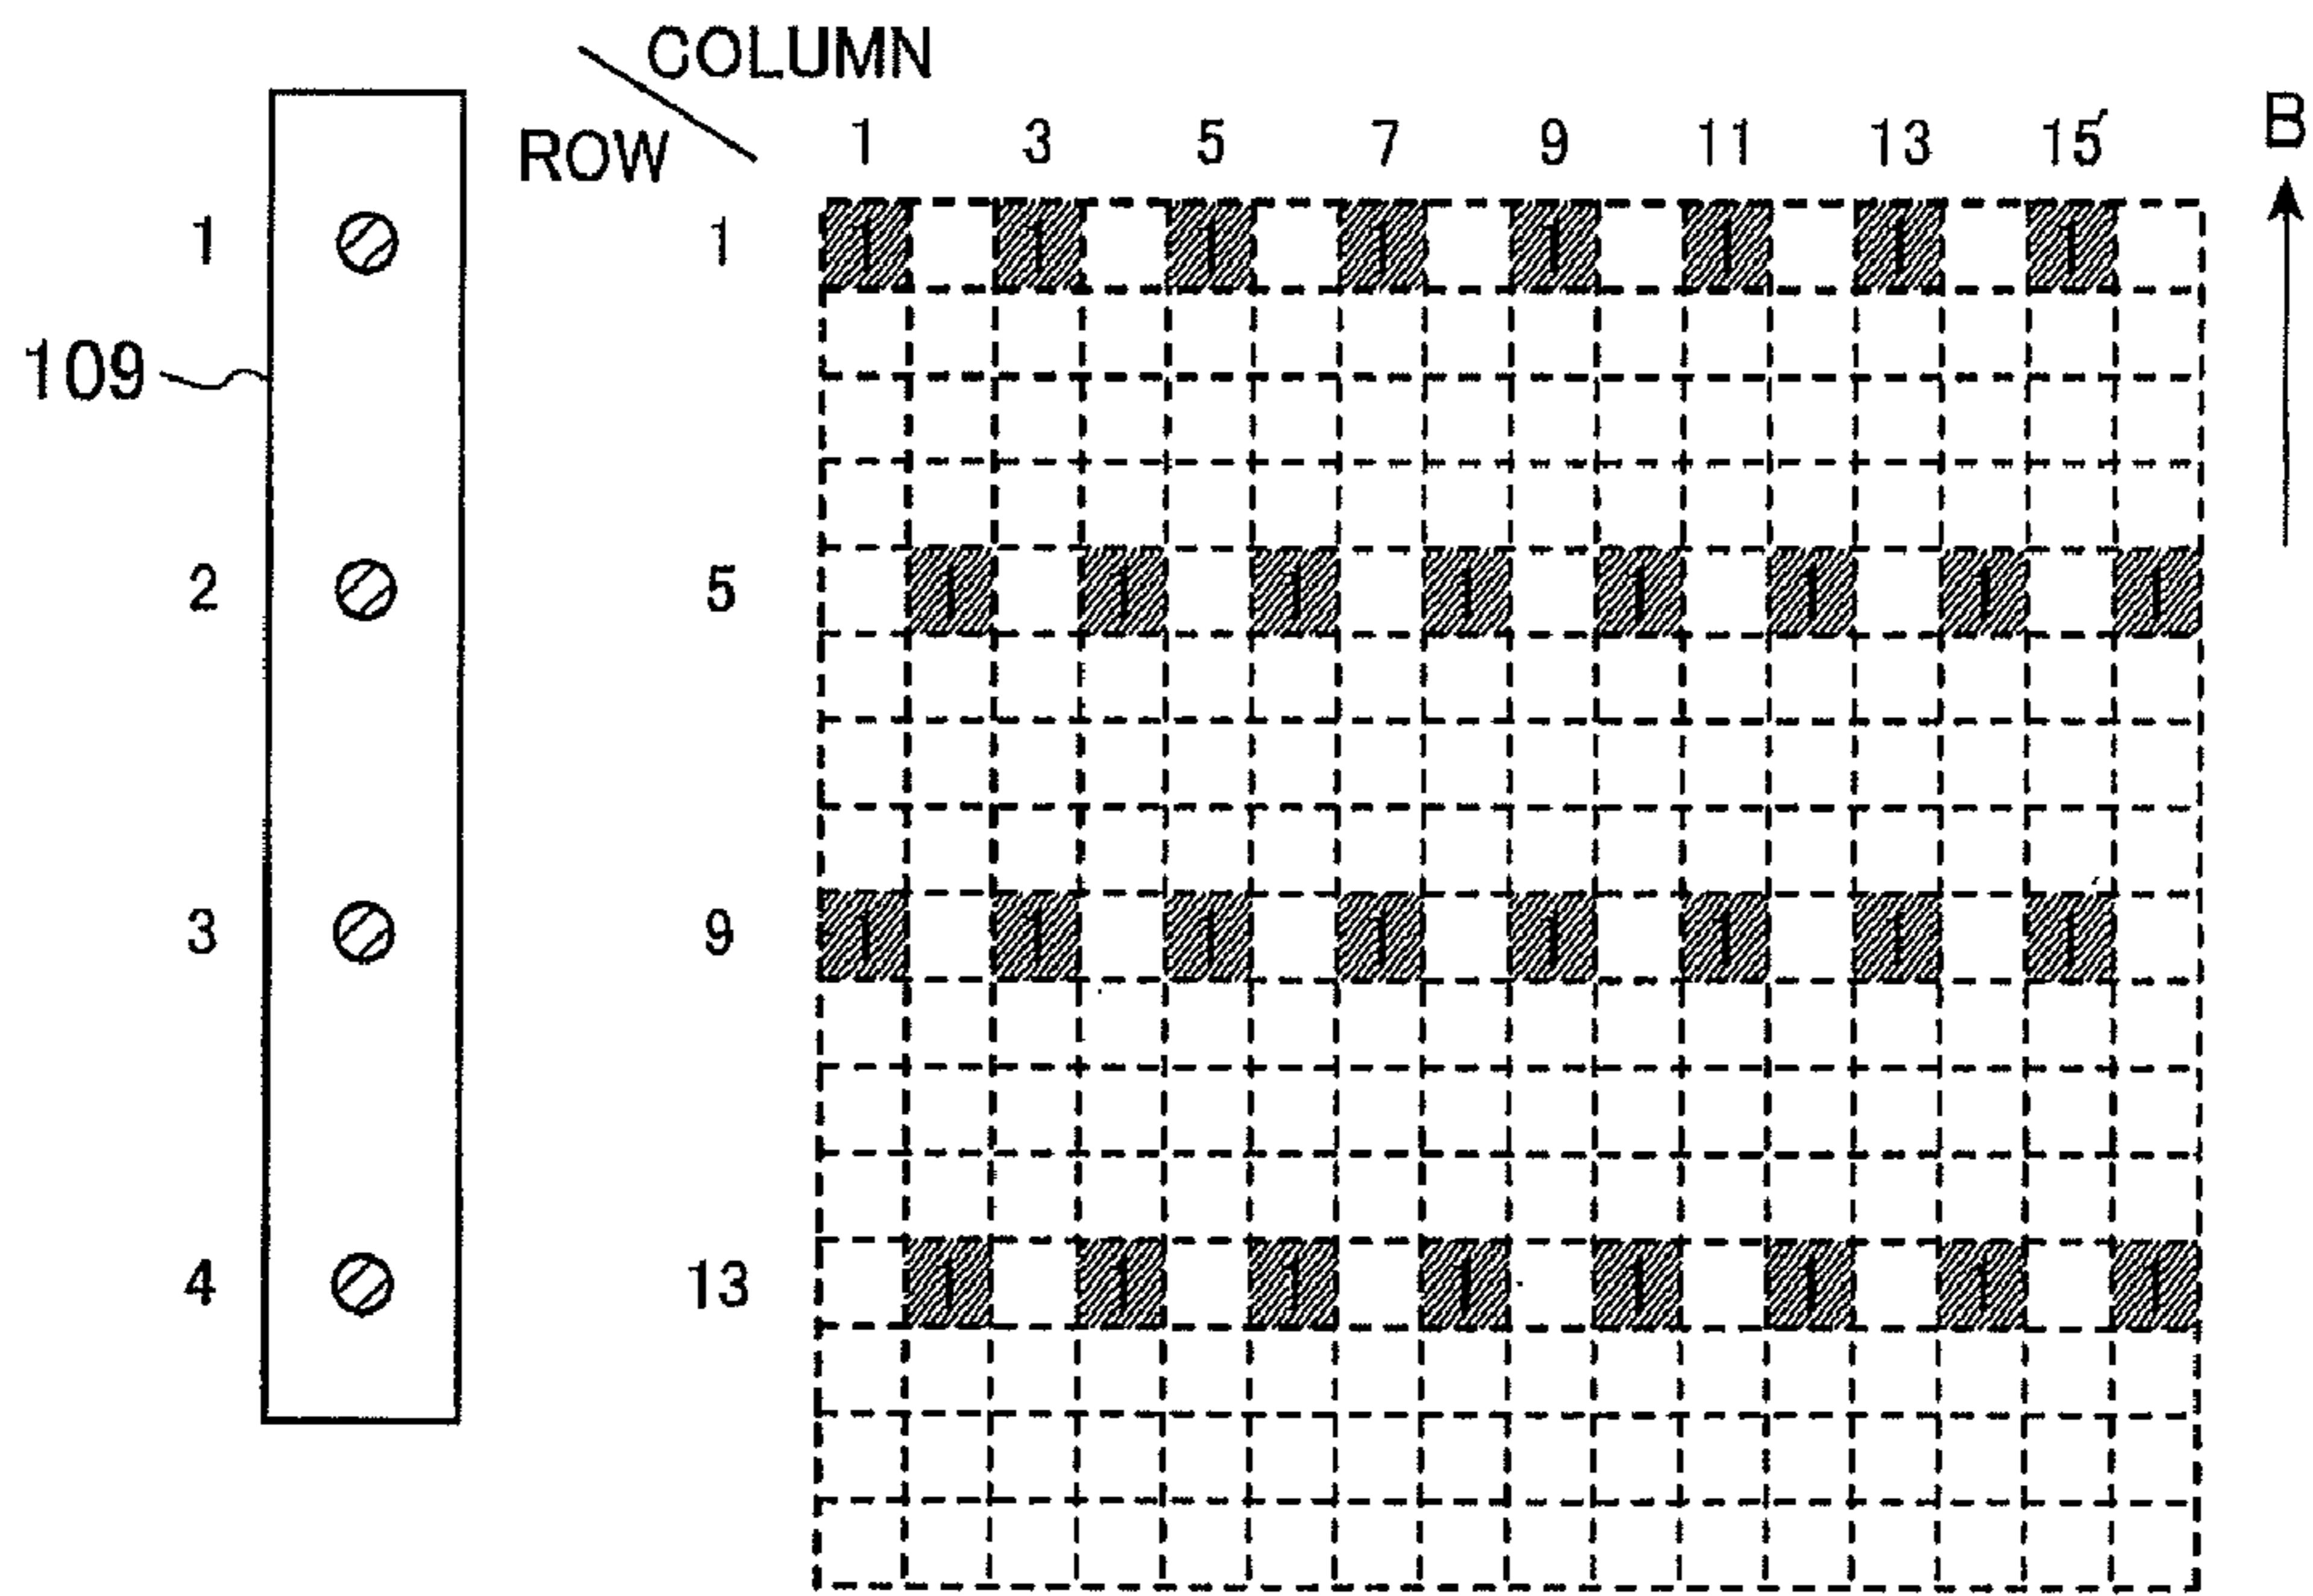 COLUMN
ROW 1 3 5 7 9 11 13 15 B
1 1 1 1 1 1 1 1 1 1
109
2 5 1 1 1 1 1 1 1 1
3 9 1 1 1 1 1 1 1 1
4 13 1 1 1 1 1 1 1 1